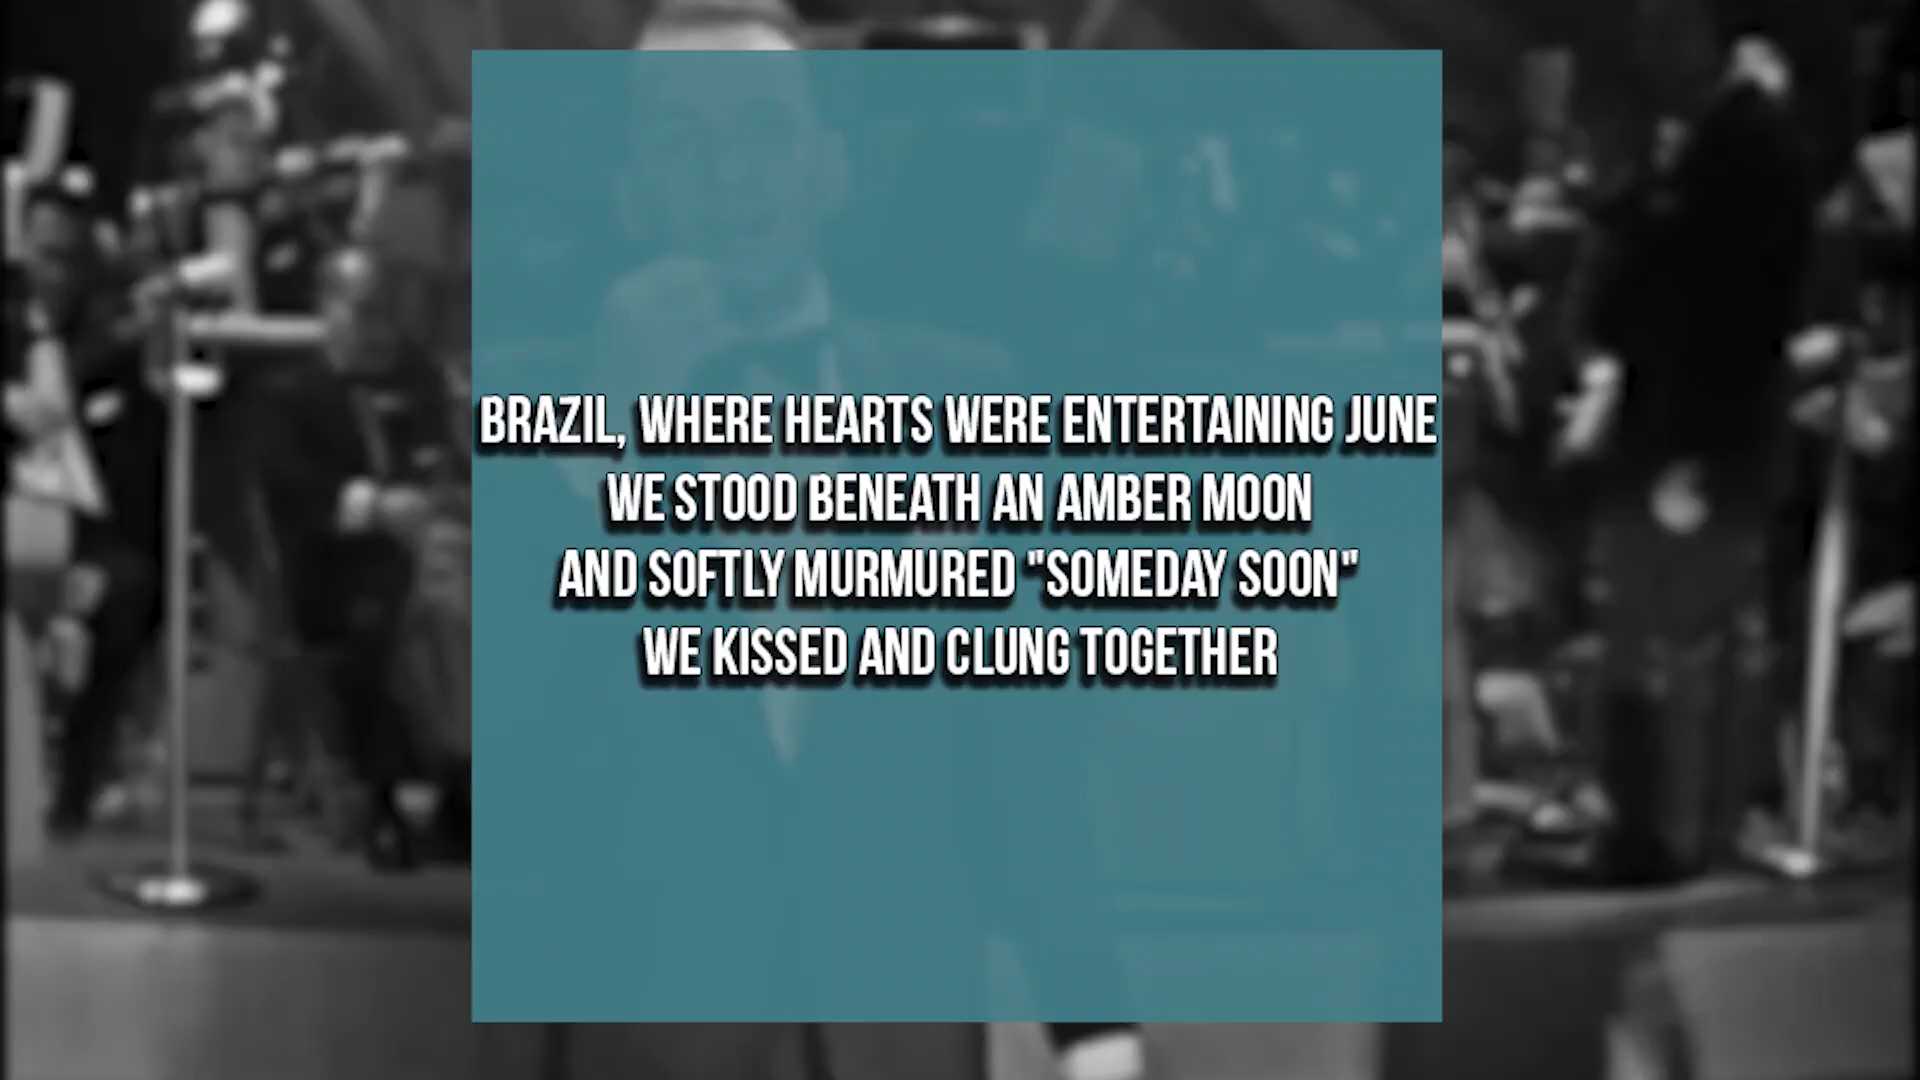 BRAZIL, WHERE HEARTS WERE ENTERTAINING JUNE
WE STOOD BENEATH AN AMBER MOON
AND SOFTLY MURMURED "SOMEDAY SOON"
WE KISSED AND CLUNG TOGETHER